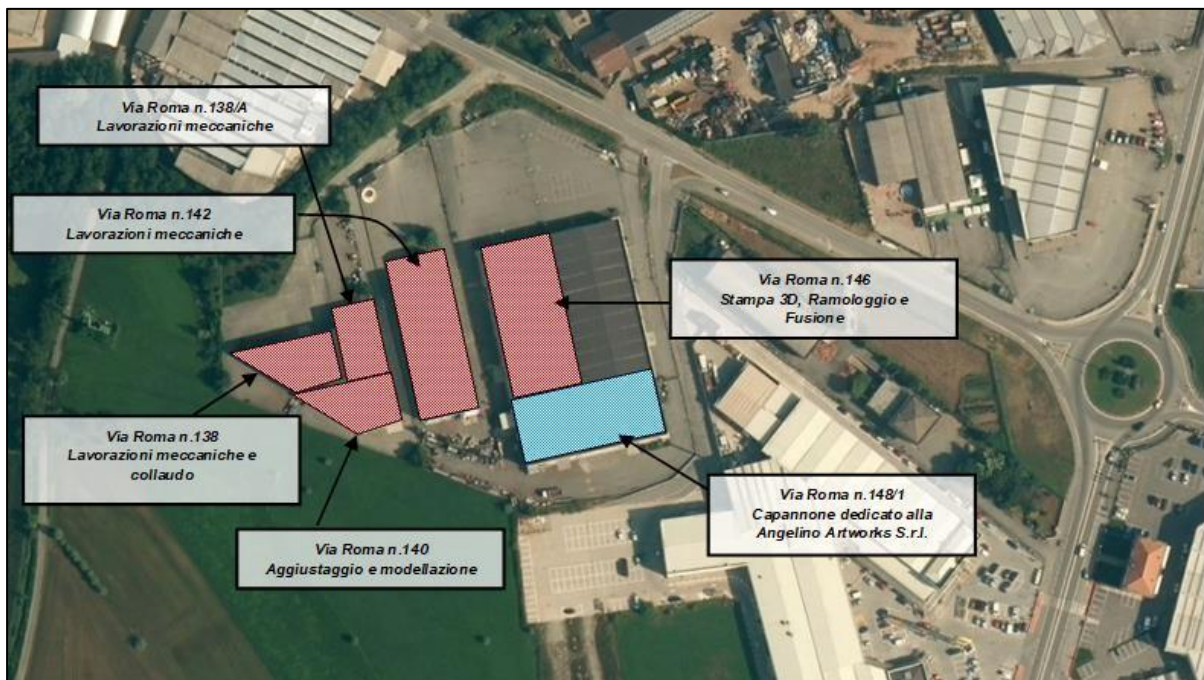 Via Roma n.138/A
Lavorazioni meccaniche
Via Roma n.142
Lavorazioni meccaniche
Via Roma n.146
Stampa 3D, Ramologgio e
Fusione
Via Roma n.138
Lavorazioni meccaniche e
collaudo
Via Roma n.148/1
Capannone dedicato alla
Angelino Artworks S.r.l.
Via Roma n.140
Aggiustaggio e modellazione